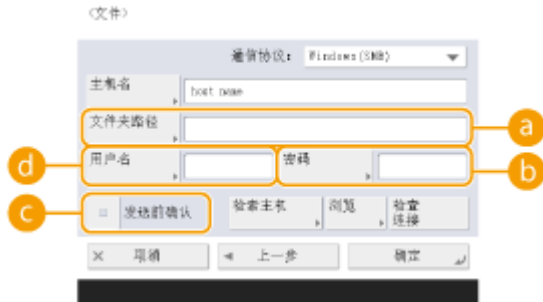 〈文件〉
通信协议: Windows(SMB)
主机名 host name
文件夹路径 a
d 用户名 密码 b
c 发送前确认 检索主机 浏览 检查连接
× 取消 ◄ 上一步 确定